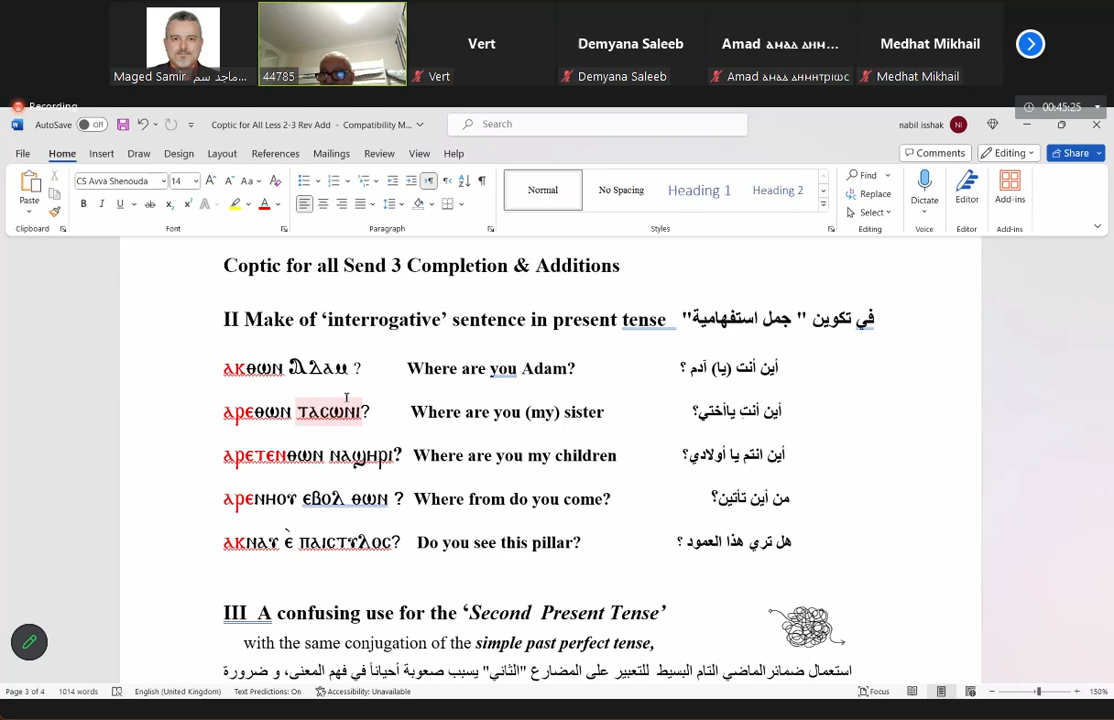 Vert
Demyana Saleeb
Amad ⲁⲙⲁⲇ ⲇⲏⲙ...
Medhat Mikhail
Maged Samir ماجد سم...
44785
Vert
Demyana Saleeb
Amad ⲁⲙⲁⲇ ⲇⲏⲙⲏⲧⲣⲓⲟⲥ
Medhat Mikhail
Recording
00:45:25
AutoSave Off
Coptic for All Less 2-3 Rev Add - Compatibility M...
Search
nabil isshak NI
File Home Insert Draw Design Layout References Mailings Review View Help
Comments Editing Share
Paste
CS Avva Shenouda 14
Normal No Spacing Heading 1 Heading 2
Find
Replace
Select
Dictate Editor Add-ins
Clipboard Font Paragraph Styles Editing Voice Editor Add-ins
Coptic for all Send 3 Completion & Additions
II Make of ‘interrogative’ sentence in present tense في تكوين " جمل استفهامية"
ⲁⲕⲑⲱⲛ Ⲁⲇⲁⲙ ? Where are you Adam? أين أنت (يا) آدم ؟
ⲁⲣⲉⲑⲱⲛ ⲧⲁⲥⲱⲛⲓ? Where are you (my) sister أين أنتِ ياأختي؟
ⲁⲣⲉⲧⲉⲛⲑⲱⲛ ⲛⲁϣⲏⲣⲓ? Where are you my children أين انتم يا أولادي؟
ⲁⲣⲉⲛⲏⲟⲩ ⲉⲃⲟⲗ ⲑⲱⲛ ? Where from do you come? من أين تأتين؟
ⲁⲕⲛⲁⲩ ⲉ̀ ⲡⲁⲓⲥⲧⲩⲗⲟⲥ? Do you see this pillar? هل تري هذا العمود ؟
III A confusing use for the ‘Second Present Tense’
with the same conjugation of the simple past perfect tense,
استعمال ضمائر الماضي التام البسيط للتعبير على المضارع "الثاني" يسبب صعوبة أحياناً في فهم المعنى، و ضرورة
Page 3 of 4 1014 words English (United Kingdom) Text Predictions: On Accessibility: Unavailable Focus 150%